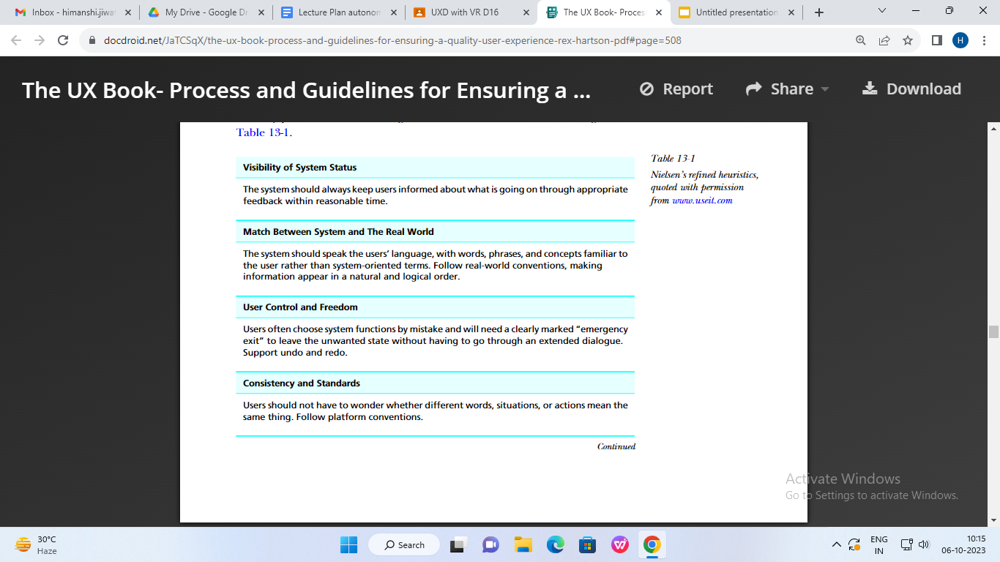 Inbox - himanshi.jiwa
My Drive - Google Dr
Lecture Plan autonom
UXD with VR D16
The UX Book- Proces
Untitled presentation
docdroid.net/JaTCSqX/the-ux-book-process-and-guidelines-for-ensuring-a-quality-user-experience-rex-hartson-pdf#page=508
H
The UX Book- Process and Guidelines for Ensuring a ...
Report
Share
Download
Table 13-1.
Visibility of System Status
The system should always keep users informed about what is going on through appropriate
feedback within reasonable time.
Match Between System and The Real World
The system should speak the users' language, with words, phrases, and concepts familiar to
the user rather than system-oriented terms. Follow real-world conventions, making
information appear in a natural and logical order.
User Control and Freedom
Users often choose system functions by mistake and will need a clearly marked “emergency
exit” to leave the unwanted state without having to go through an extended dialogue.
Support undo and redo.
Consistency and Standards
Users should not have to wonder whether different words, situations, or actions mean the
same thing. Follow platform conventions.
Continued
Table 13-1
Nielsen's refined heuristics,
quoted with permission
from www.useit.com
Activate Windows
Go to Settings to activate Windows.
30°C
Haze
Search
ENG
IN
10:15
06-10-2023